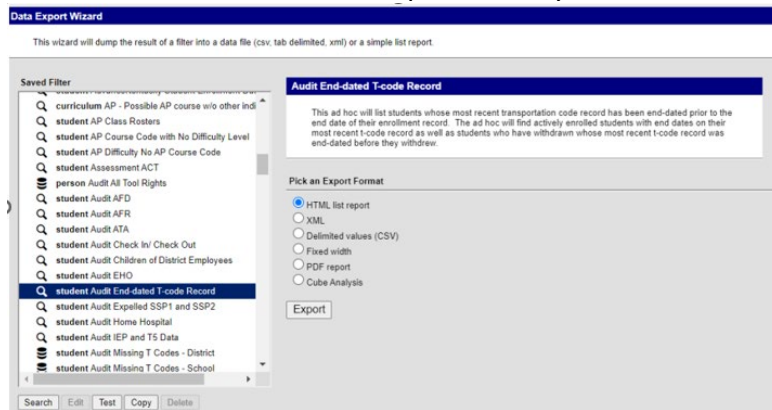 Data Export Wizard
This wizard will dump the result of a filter into a data file (csv, tab delimited, xml) or a simple list report.
Saved Filter
curriculum AP - Possible AP course w/o other indi
student AP Class Rosters
student AP Course Code with No Difficulty Level
student AP Difficulty No AP Course Code
student Assessment ACT
person Audit All Tool Rights
student Audit AFD
student Audit AFR
student Audit ATA
student Audit Check In/ Check Out
student Audit Children of District Employees
student Audit EHO
student Audit End-dated T-code Record
student Audit Expelled SSP1 and SSP2
student Audit Home Hospital
student Audit IEP and T5 Data
student Audit Missing T Codes - District
student Audit Missing T Codes - School
Search Edit Test Copy Delete
Audit End-dated T-code Record
This ad hoc will list students whose most recent transportation code record has been end-dated prior to the
end date of their enrollment record. The ad hoc will find actively enrolled students with end dates on their
most recent t-code record as well as students who have withdrawn whose most recent t-code record was
end-dated before they withdrew.
Pick an Export Format
HTML list report
XML
Delimited values (CSV)
Fixed width
PDF report
Cube Analysis
Export